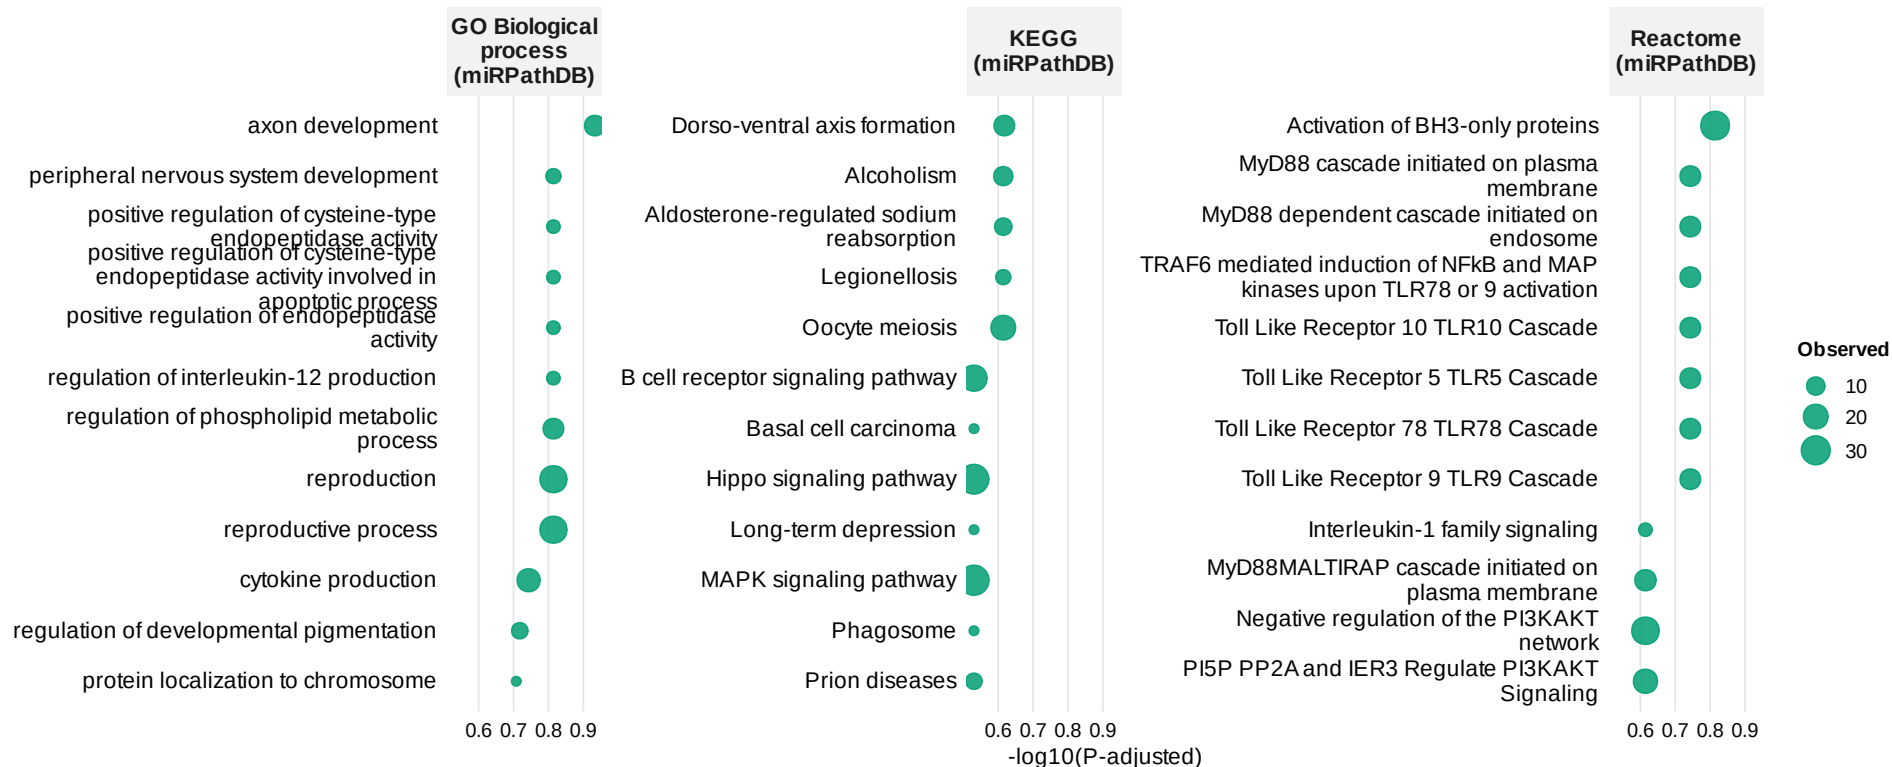 GO Biological
process
(miRPathDB)
axon development
peripheral nervous system development
positive regulation of cysteine-type
endopeptidase activity
positive regulation of cysteine-type
endopeptidase activity involved in
apoptotic process
positive regulation of endopeptidase
activity
regulation of interleukin-12 production
regulation of phospholipid metabolic
process
reproduction
reproductive process
cytokine production
regulation of developmental pigmentation
protein localization to chromosome
0.6 0.7 0.8 0.9
KEGG
(miRPathDB)
Dorso-ventral axis formation
Alcoholism
Aldosterone-regulated sodium
reabsorption
Legionellosis
Oocyte meiosis
B cell receptor signaling pathway
Basal cell carcinoma
Hippo signaling pathway
Long-term depression
MAPK signaling pathway
Phagosome
Prion diseases
0.6 0.7 0.8 0.9
Reactome
(miRPathDB)
Activation of BH3-only proteins
MyD88 cascade initiated on plasma
membrane
MyD88 dependent cascade initiated on
endosome
TRAF6 mediated induction of NFkB and MAP
kinases upon TLR78 or 9 activation
Toll Like Receptor 10 TLR10 Cascade
Toll Like Receptor 5 TLR5 Cascade
Toll Like Receptor 78 TLR78 Cascade
Toll Like Receptor 9 TLR9 Cascade
Interleukin-1 family signaling
MyD88MALTIRAP cascade initiated on
plasma membrane
Negative regulation of the PI3KAKT
network
PI5P PP2A and IER3 Regulate PI3KAKT
Signaling
0.6 0.7 0.8 0.9
-log10(P-adjusted)
Observed
10
20
30